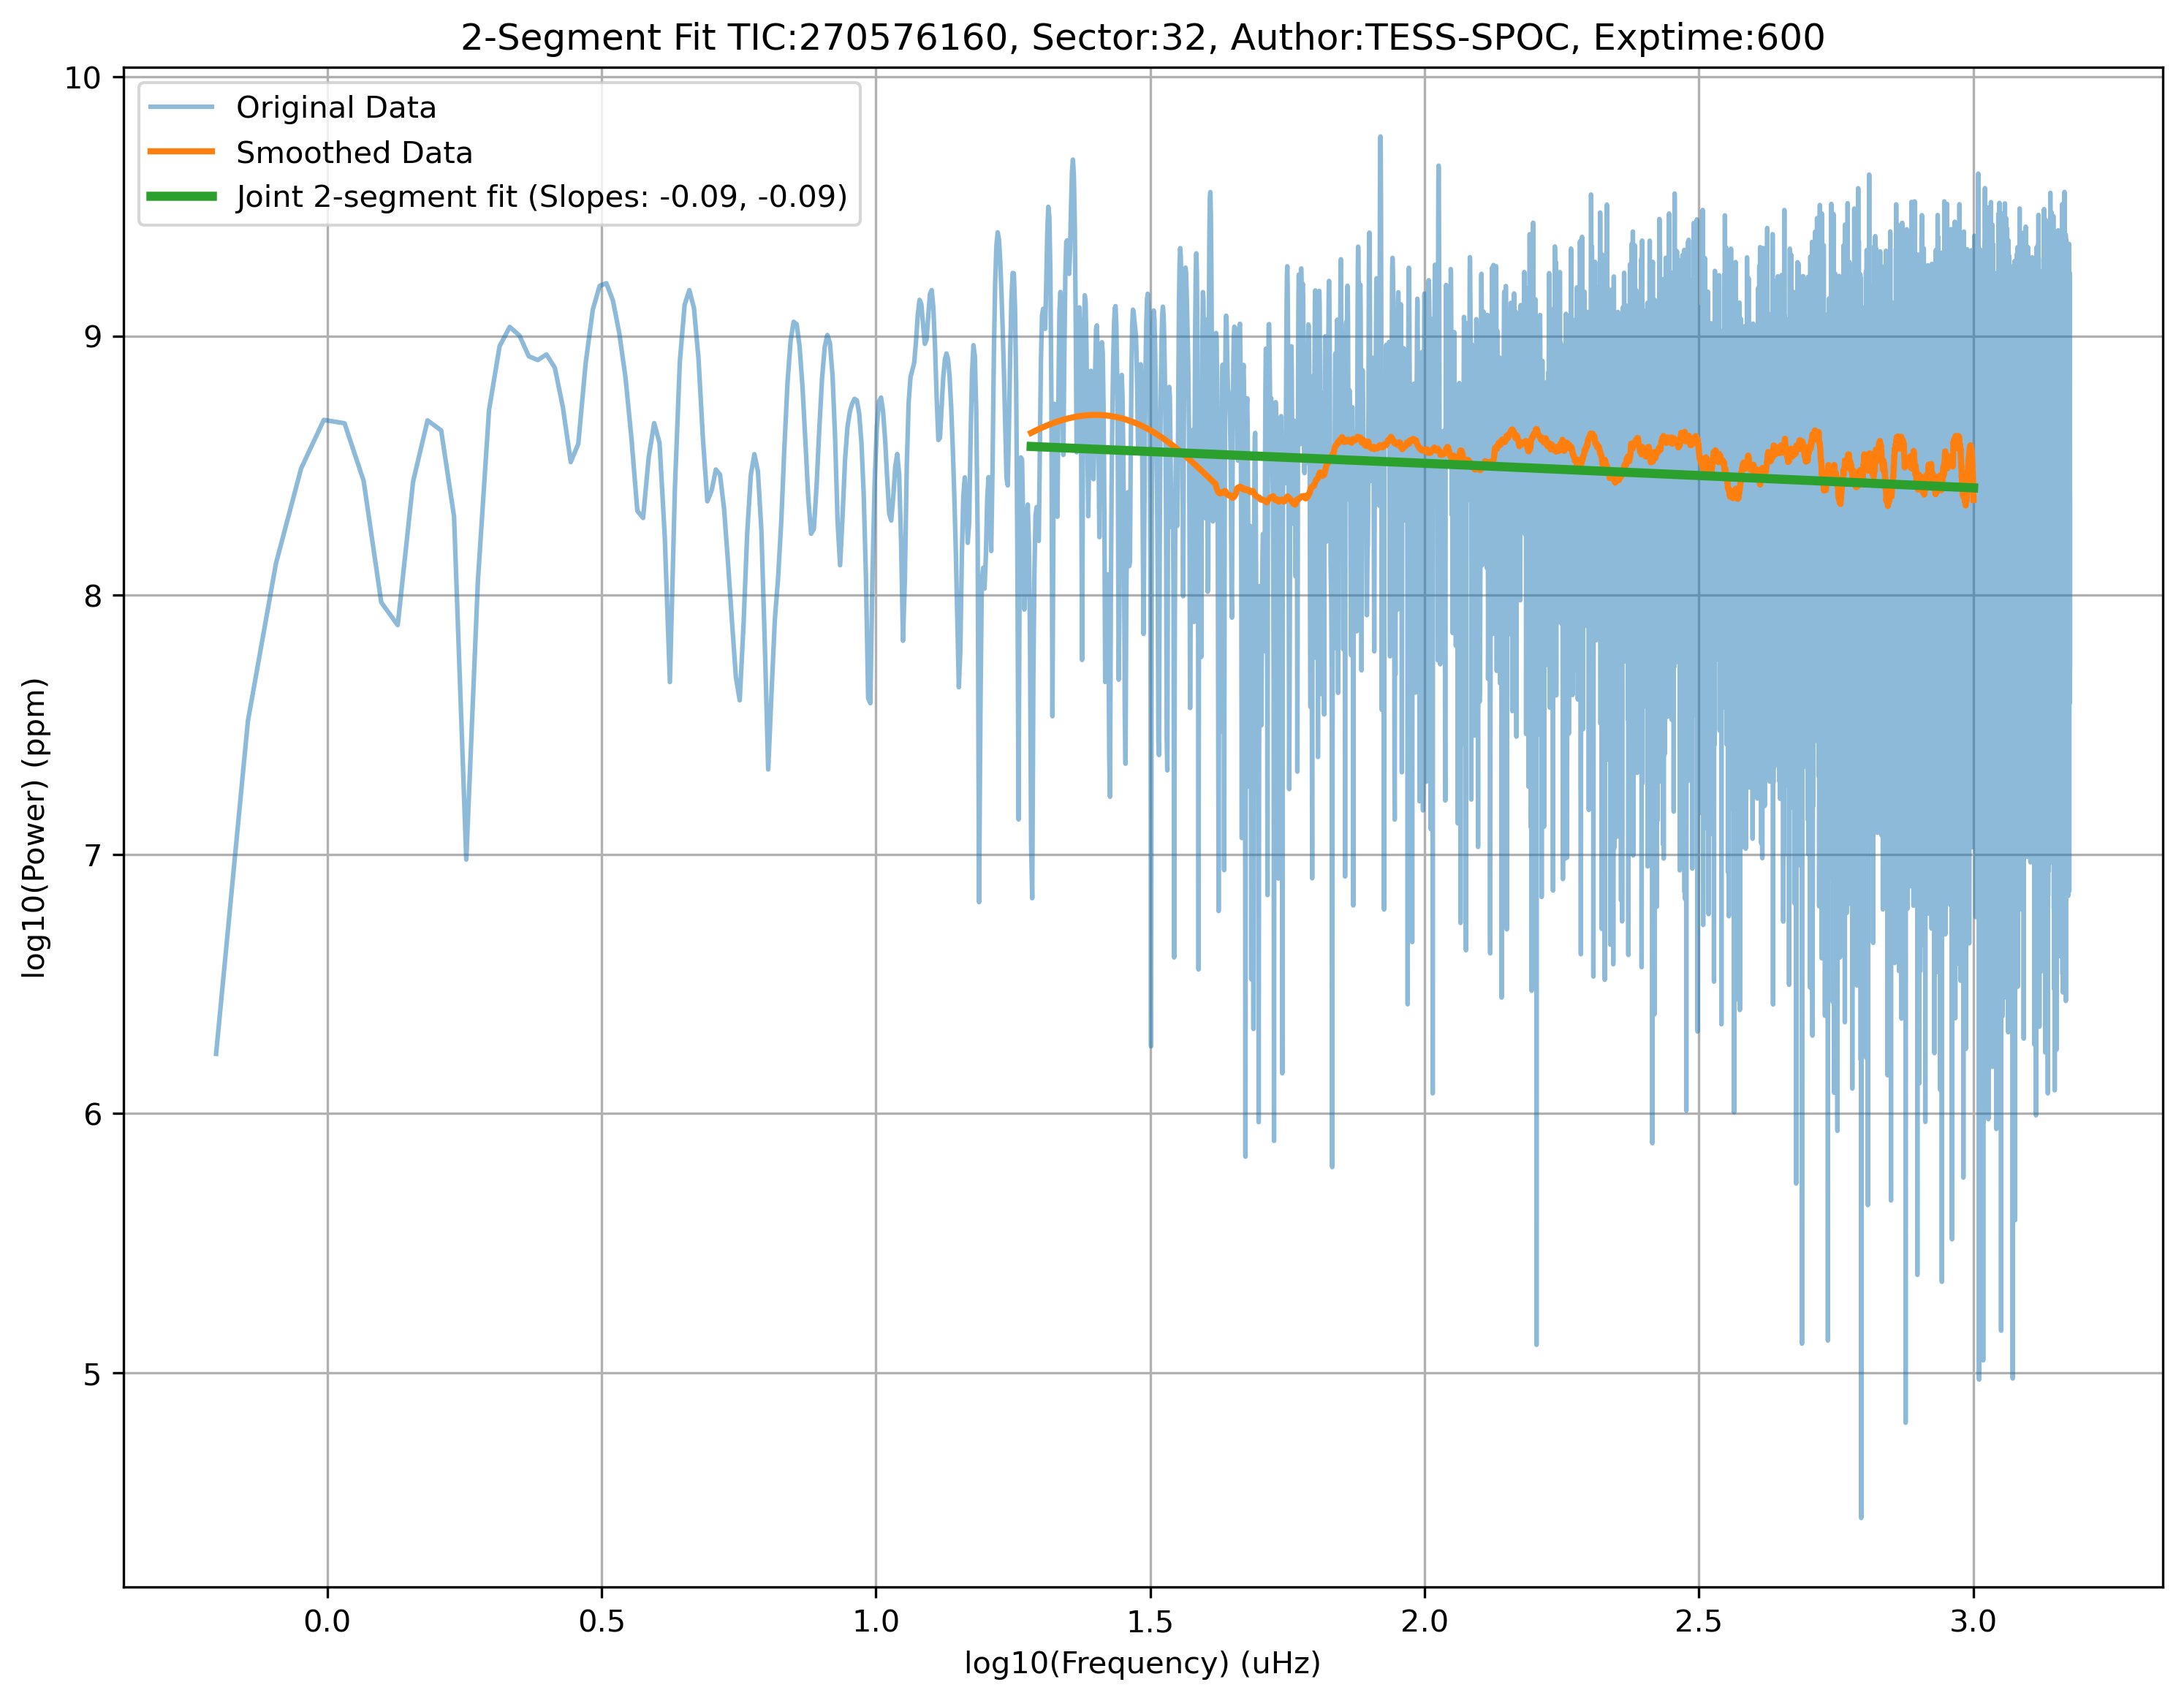 2-Segment Fit TIC:270576160, Sector:32, Author:TESS-SPOC, Exptime:600
Original Data
Smoothed Data
Joint 2-segment fit (Slopes: -0.09, -0.09)
log10(Power) (ppm)
10
9
8
7
6
5
0.0 0.5 1.0 1.5 2.0 2.5 3.0
log10(Frequency) (uHz)